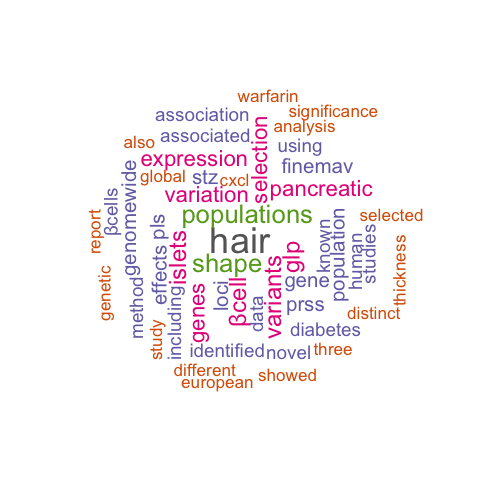 warfarin
association
significance
also
associated
analysis
selection
using
expression
finemav
global
stz
cxcl
variation
pancreatic
βcells
genomewide
populations
selected
report
pls
hair
known
population
human
studies
islets
shape
glp
thickness
genetic
method
effects
loci
βcell
variants
gene
including
genes
data
prss
distinct
study
diabetes
identified
novel
three
different
european
showed